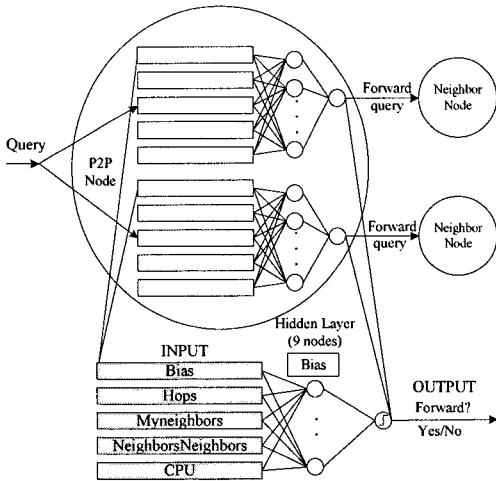 Query
P2P
Node
Forward
query
Neighbor
Node
Forward
query
Neighbor
Node
Hidden Layer
(9 nodes)
INPUT
Bias
Bias
Hops
Myneighbors
NeighborsNeighbors
CPU
OUTPUT
Forward?
Yes/No